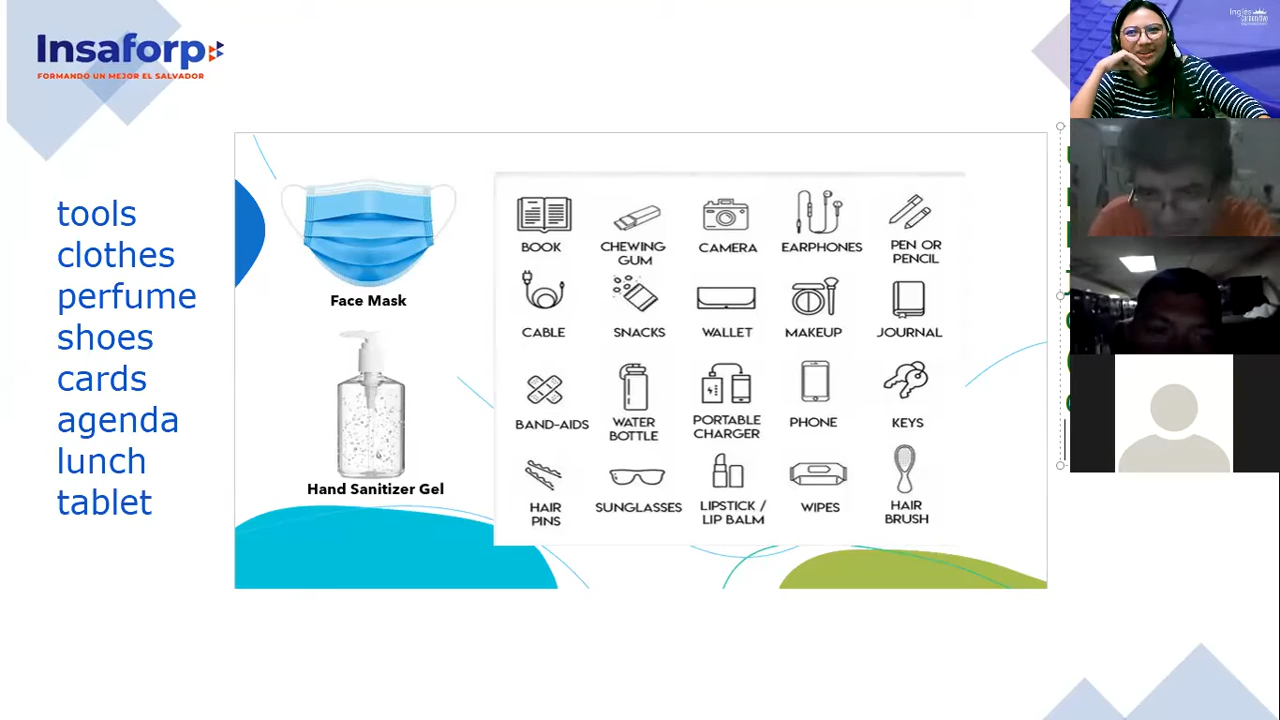 Insaforp
FORMANDO UN MEJOR EL SALVADOR
tools
clothes
perfume
shoes
cards
agenda
lunch
tablet
Face Mask
Hand Sanitizer Gel
BOOK
CHEWING
GUM
CAMERA
EARPHONES
PEN OR
PENCIL
CABLE
SNACKS
WALLET
MAKEUP
JOURNAL
BAND-AIDS
WATER
BOTTLE
PORTABLE
CHARGER
PHONE
KEYS
HAIR
PINS
SUNGLASSES
LIPSTICK /
LIP BALM
WIPES
HAIR
BRUSH